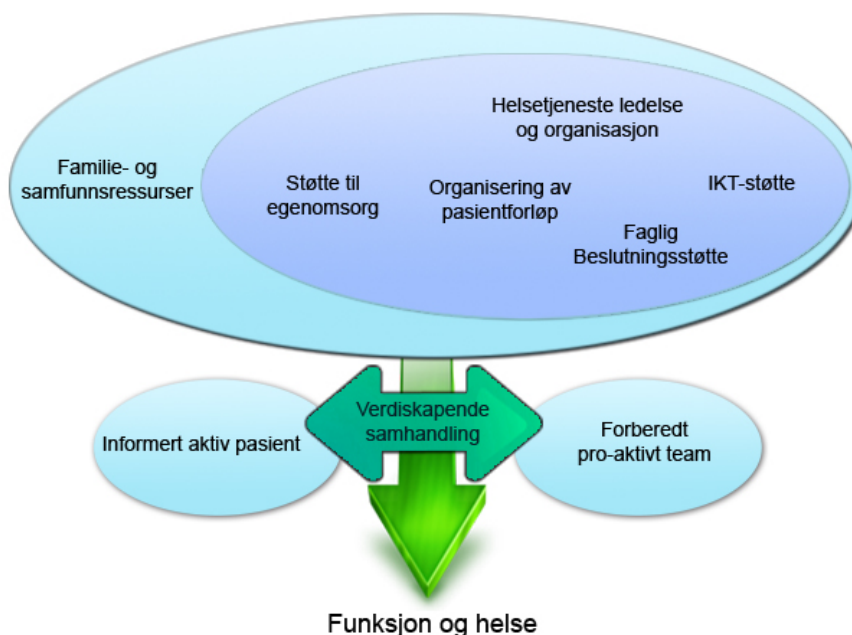 Helsetjeneste ledelse
og organisasjon
Familie- og
samfunnsressurser
Støtte til
egenomsorg
Organisering av
pasientforløp
IKT-støtte
Faglig
Beslutningsstøtte
Informert aktiv pasient
Verdiskapende
samhandling
Forberedt
pro-aktivt team
Funksjon og helse